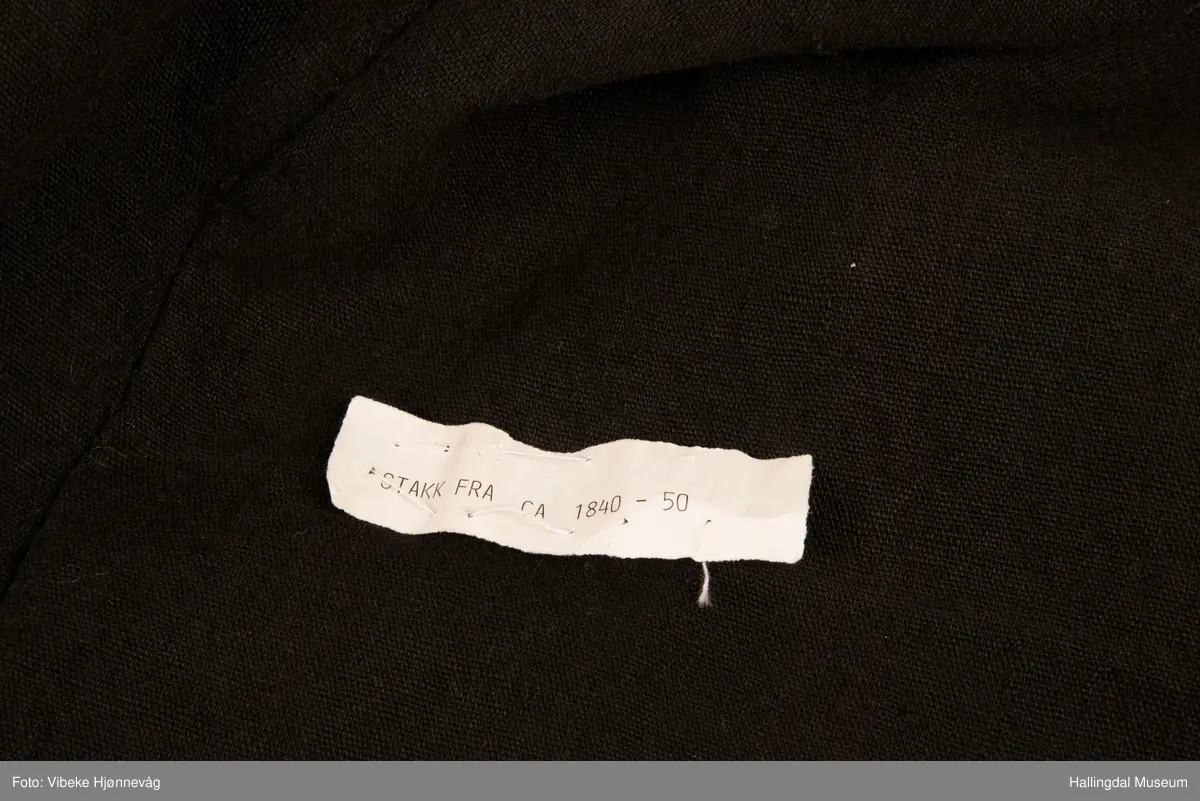 STAKK FRA CA 1840 - 50
Foto: Vibeke Hjønnevåg
Hallingdal Museum